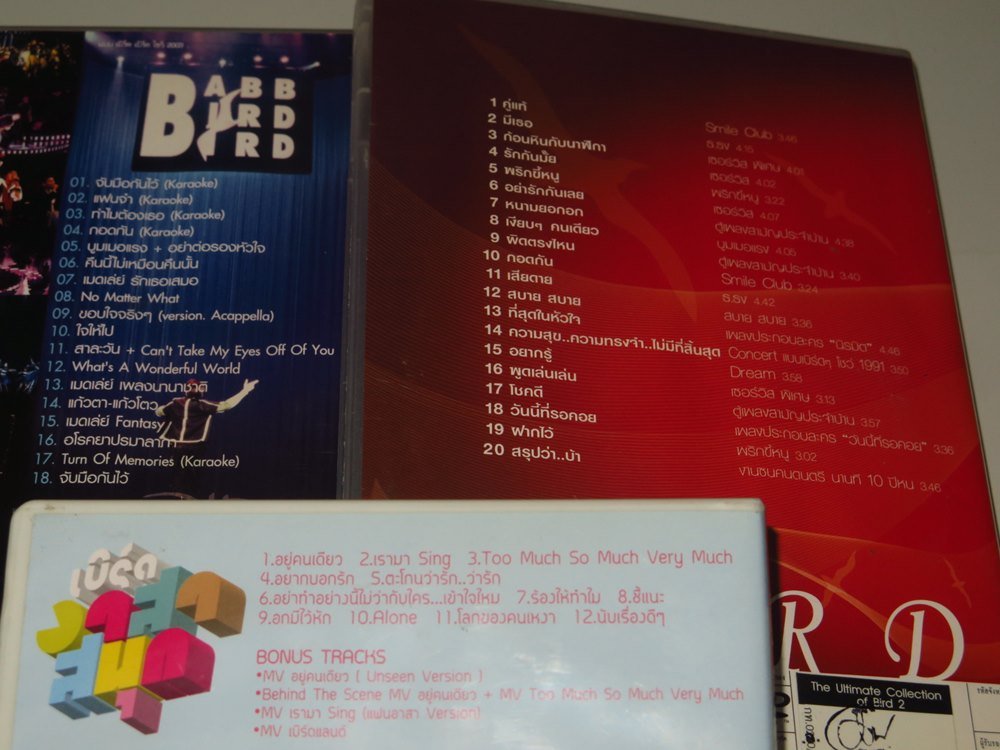 แบบ เบิร์ด เบิร์ด โชว์ 2003
BABB
BIRD
BIRD
01. จับมือกันไว้ (Karaoke)
02. แฟนจ๋า (Karaoke)
03. ทำไมต้องเธอ (Karaoke)
04. กอดกัน (Karaoke)
05. บูมเมอแรง + อย่าต่อรองหัวใจ
06. คืนนี้ไม่เหมือนคืนนั้น
07. เมดเล่ย์ รักเธอเสมอ
08. No Matter What
09. ขอบใจจริงๆ (version. Acappella)
10. ใจให้ไป
11. สาละวัน + Can't Take My Eyes Off Of You
12. What's A Wonderful World
13. เมดเล่ย์ เพลงนานาชาติ
14. แก้วตา-แก้วโตว
15. เมดเล่ย์ Fantasy
16. อโรคยาปรมาลาภา
17. Turn Of Memories (Karaoke)
18. จับมือกันไว้
1 คู่แท้ Smile Club 3.46
2 มีเธอ ธ.ธง 4.15
3 ก้อนหินกับนาฬิกา เซอร์วิส พิเศษ 4.01
4 รักกันมั้ย เซอร์วิส 4.02
5 พริกขี้หนู พริกขี้หนู 3.22
6 อย่ารักกันเลย เซอร์วิส 4.07
7 หนามยอกอก ตู้เพลงสามัญประจำบ้าน 4.38
8 เงียบๆ คนเดียว บูมเมอแรง 4.05
9 ผิดตรงไหน ตู้เพลงสามัญประจำบ้าน 3.40
10 กอดกัน Smile Club 3.24
11 เสียดาย ธ.ธง 4.42
12 สบาย สบาย สบาย สบาย 3.36
13 ที่สุดในหัวใจ เพลงประกอบละคร "นิรมิต" 4.46
14 ความสุข..ความทรงจำ..ไม่มีที่สิ้นสุด Concert แบบเบิร์ดๆ โชว์ 1991 3.50
15 อยากรู้ Dream 3.58
16 พูดเล่นเล่น เซอร์วิส พิเศษ 3.13
17 โชคดี ตู้เพลงสามัญประจำบ้าน 3.57
18 วันนี้ที่รอคอย เพลงประกอบละคร "วันนี้ที่รอคอย" 3.36
19 ฝากไว้ พริกขี้หนู 3.02
20 สรุปว่า..บ้า งานชนคนดนตรี นาทีที่ 10 ปีหน 3.46
R D
The Ultimate Collection
of Bird 2
เบิร์ด
1.อยู่คนเดียว 2.เรามา Sing 3.Too Much So Much Very Much
4.อยากบอกรัก 5.ตะโกนว่ารัก..ว่ารัก
6.อย่าทำอย่างนี้ไม่ว่ากับใคร...เข้าใจไหม 7.ร้องไห้ทำไม 8.ซี้แนะ
9.อกมีไว้หัก 10.Alone 11.โลกของคนเหงา 12.นับเรื่องดีๆ
BONUS TRACKS
•MV อยู่คนเดียว ( Unseen Version )
•Behind The Scene MV อยู่คนเดียว + MV Too Much So Much Very Much
•MV เรามา Sing (แฟนอาสา Version)
•MV เบิร์ดแลนด์